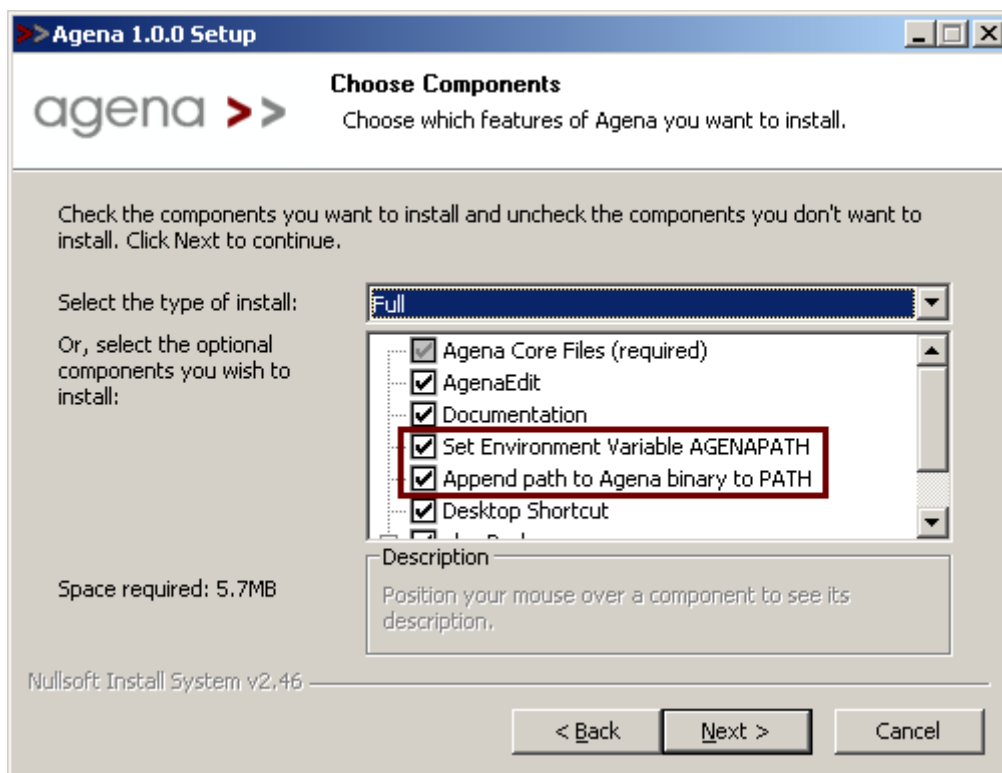 Agena 1.0.0 Setup
agena >>
Choose Components
Choose which features of Agena you want to install.
Check the components you want to install and uncheck the components you don't want to
install. Click Next to continue.
Select the type of install:
Full
Or, select the optional
components you wish to
install:
Agena Core Files (required)
AgenaEdit
Documentation
Set Environment Variable AGENAPATH
Append path to Agena binary to PATH
Desktop Shortcut
Space required: 5.7MB
Description
Position your mouse over a component to see its
description.
Nullsoft Install System v2.46
< Back
Next >
Cancel